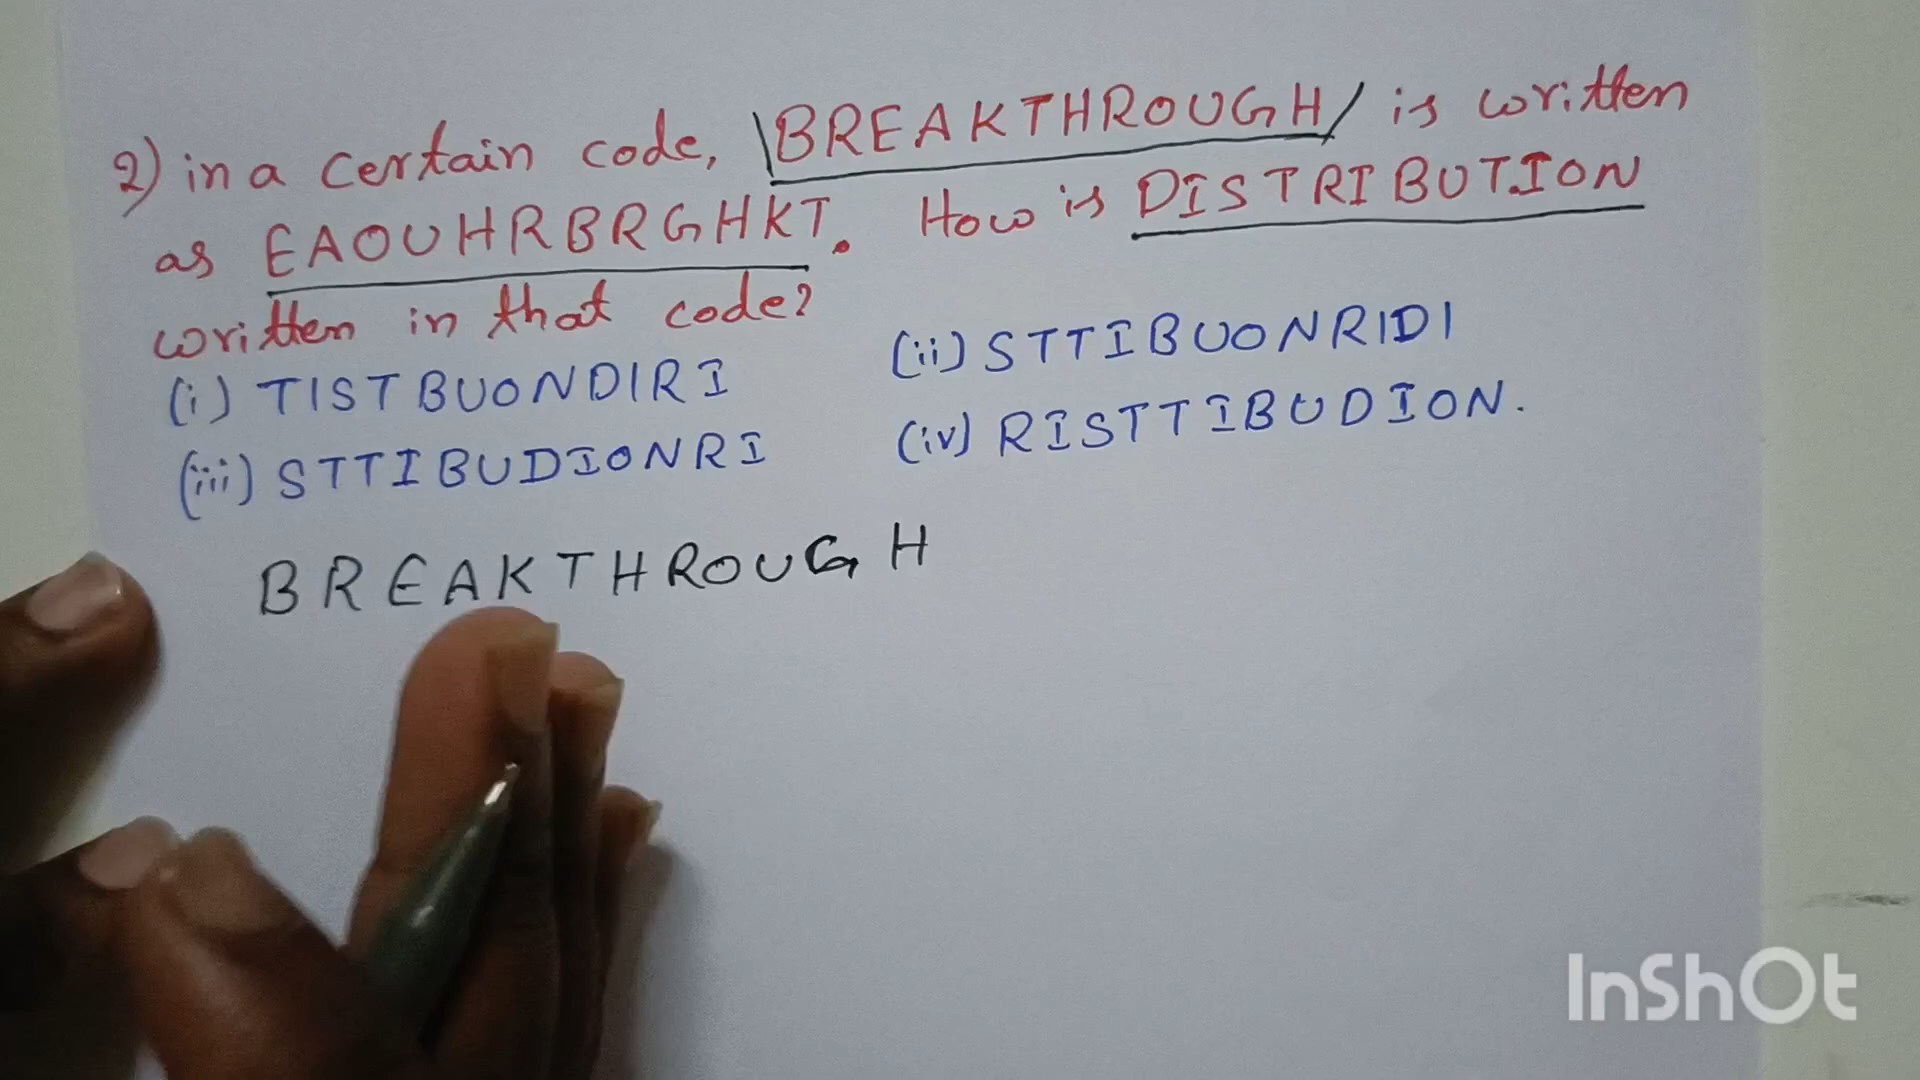 2) in a certain code, \BREAKTHROUGH/ is written
as EAOUHRBRGHKT. How is DISTRIBUTION
written in that code?
(i) TISTBUONDIRI (ii) STTIBUONRIDI
(iii) STTIBUDIONRI (iv) RISTTIBUDION.
BREAKTHROUGH
InShOt